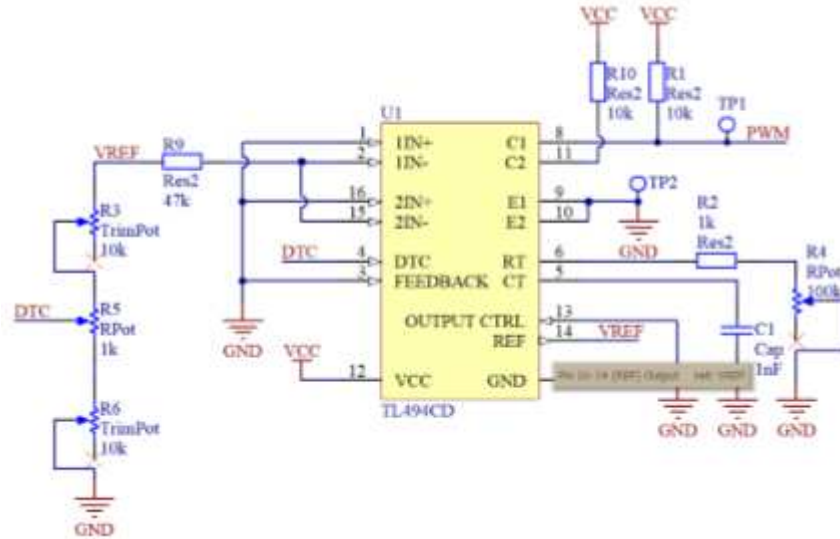 VCC
VCC
R10
Res2
10k
R1
Res2
10k
TP1
PWM
U1
1
1IN+
C1
8
2
1IN-
C2
11
16
2IN+
E1
9
15
2IN-
E2
10
4
DTC
RT
6
3
FEEDBACK
CT
5
OUTPUT CTRL
13
REF
14
VREF
12
VCC
GND
TL494CD
VREF
R9
Res2
47k
R3
TrimPot
10k
DTC
R5
RPot
1k
R6
TrimPot
10k
GND
DTC
GND
VCC
TP2
GND
R2
1k
Res2
R4
RPot
100k
C1
Cap
1nF
GND
GND
GND